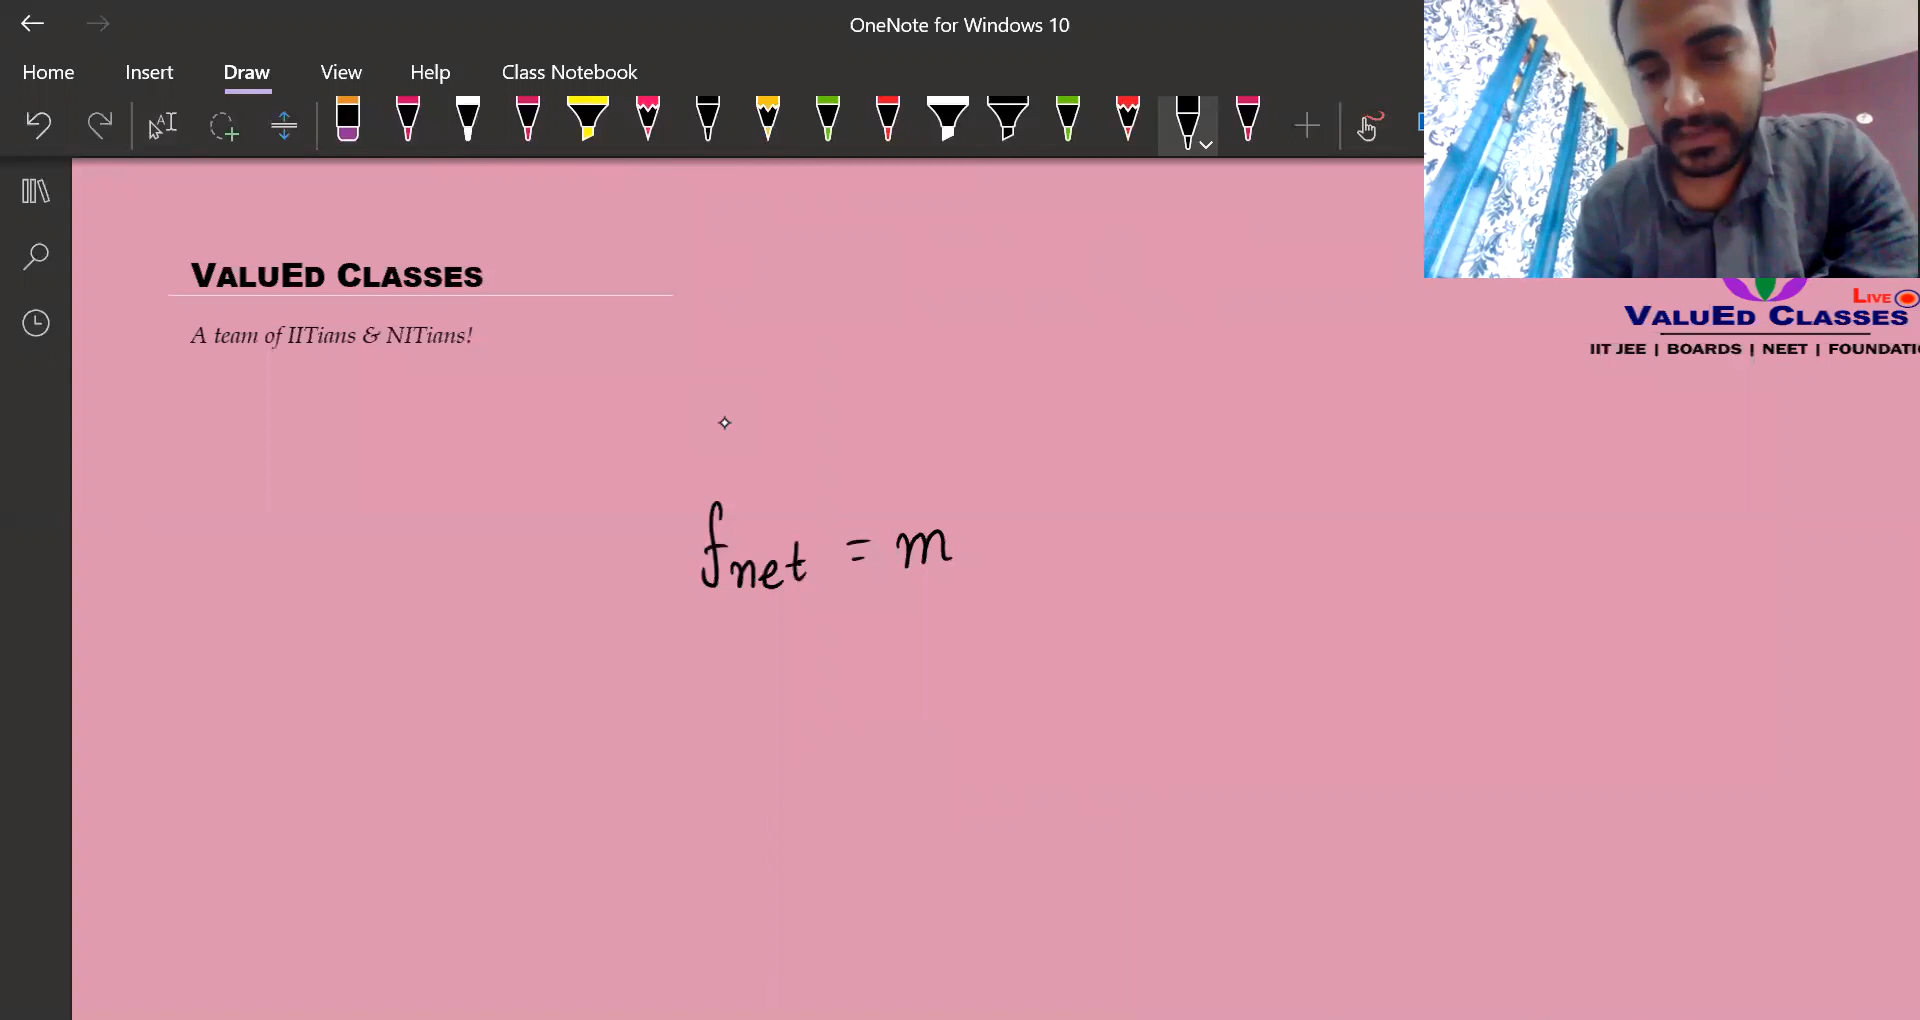 OneNote for Windows 10
Home Insert Draw View Help Class Notebook
VALUED CLASSES
A team of IITians & NITians!
LIVE
VALUED CLASSES
IIT JEE | BOARDS | NEET | FOUNDATI
fnet = m